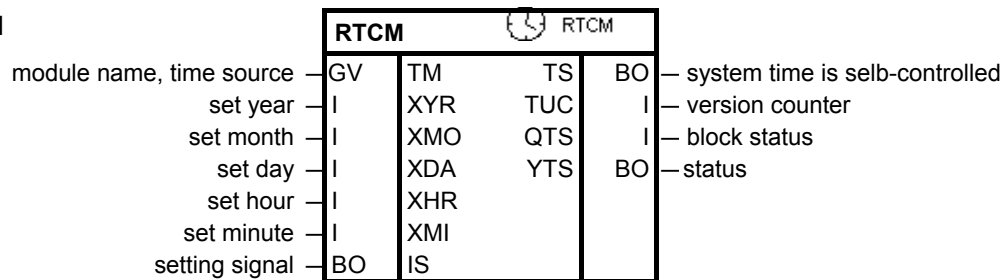 RTCM RTCM
module name, time source GV TM TS BO system time is selb-controlled
set year I XYR TUC I version counter
set month I XMO QTS I block status
set day I XDA YTS BO status
set hour I XHR
set minute I XMI
setting signal BO IS